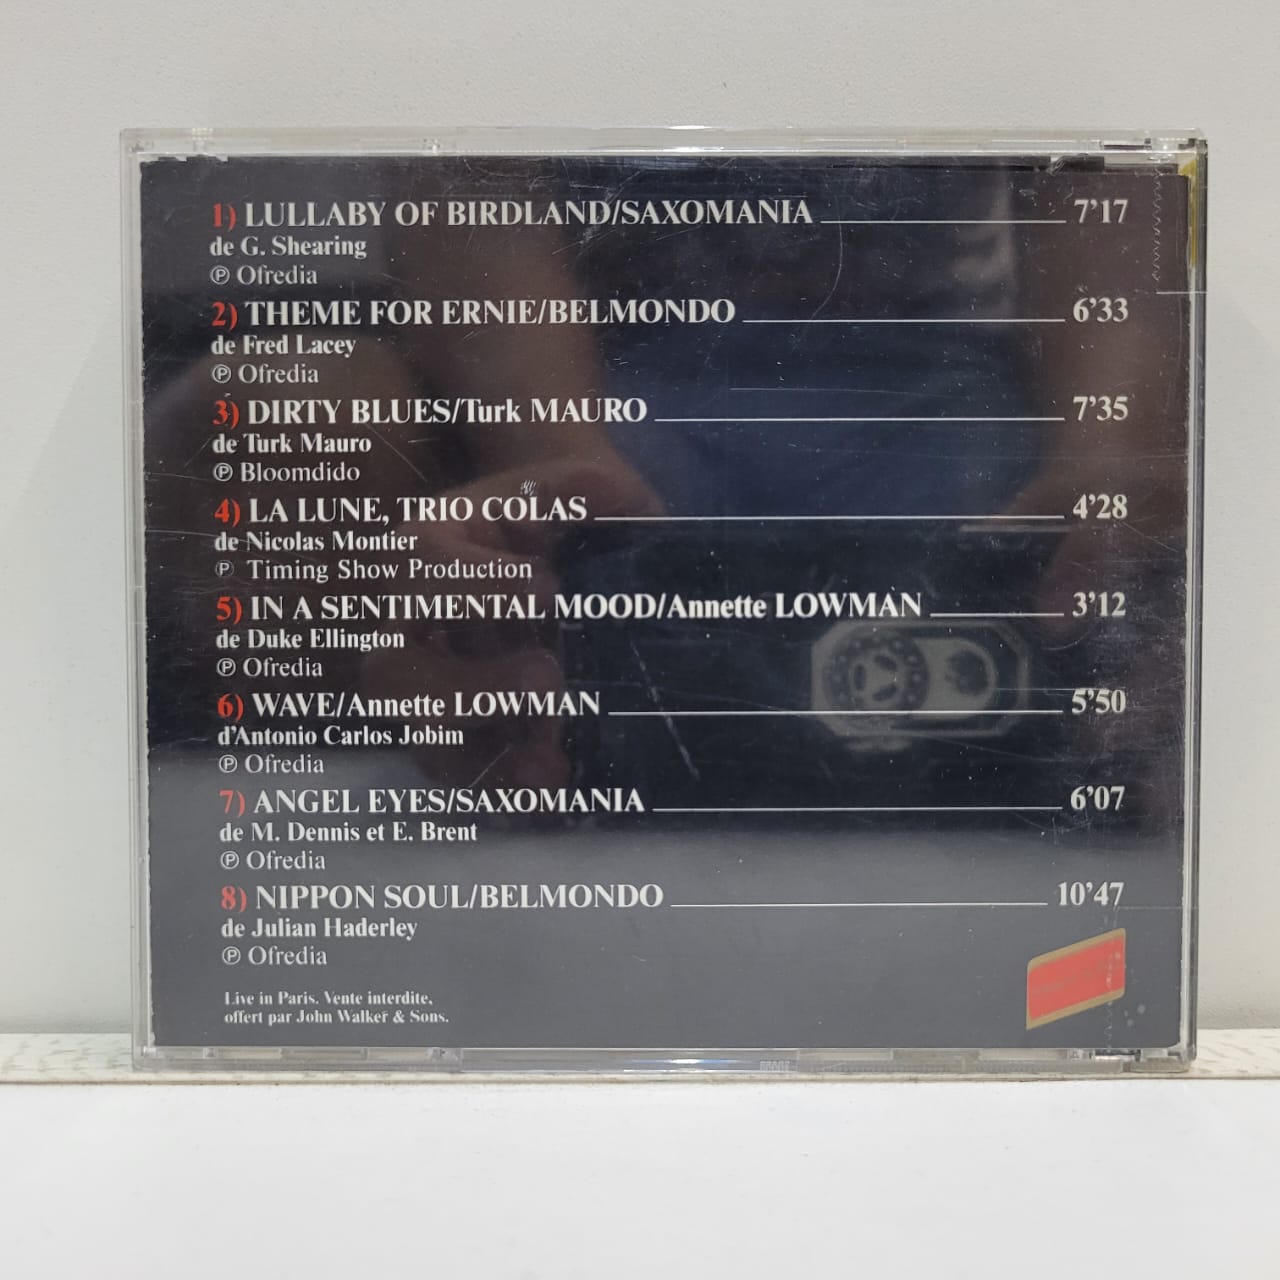 1) LULLABY OF BIRDLAND/SAXOMANIA 7'17
de G. Shearing
℗ Ofredia
2) THEME FOR ERNIE/BELMONDO 6'33
de Fred Lacey
℗ Ofredia
3) DIRTY BLUES/Turk MAURO 7'35
de Turk Mauro
℗ Bloomdido
4) LA LUNE, TRIO COLAS 4'28
de Nicolas Montier
℗ Timing Show Production
5) IN A SENTIMENTAL MOOD/Annette LOWMAN 3'12
de Duke Ellington
℗ Ofredia
6) WAVE/Annette LOWMAN 5'50
d'Antonio Carlos Jobim
℗ Ofredia
7) ANGEL EYES/SAXOMANIA 6'07
de M. Dennis et E. Brent
℗ Ofredia
8) NIPPON SOUL/BELMONDO 10'47
de Julian Haderley
℗ Ofredia
Live in Paris. Vente interdite,
offert par John Walker & Sons.